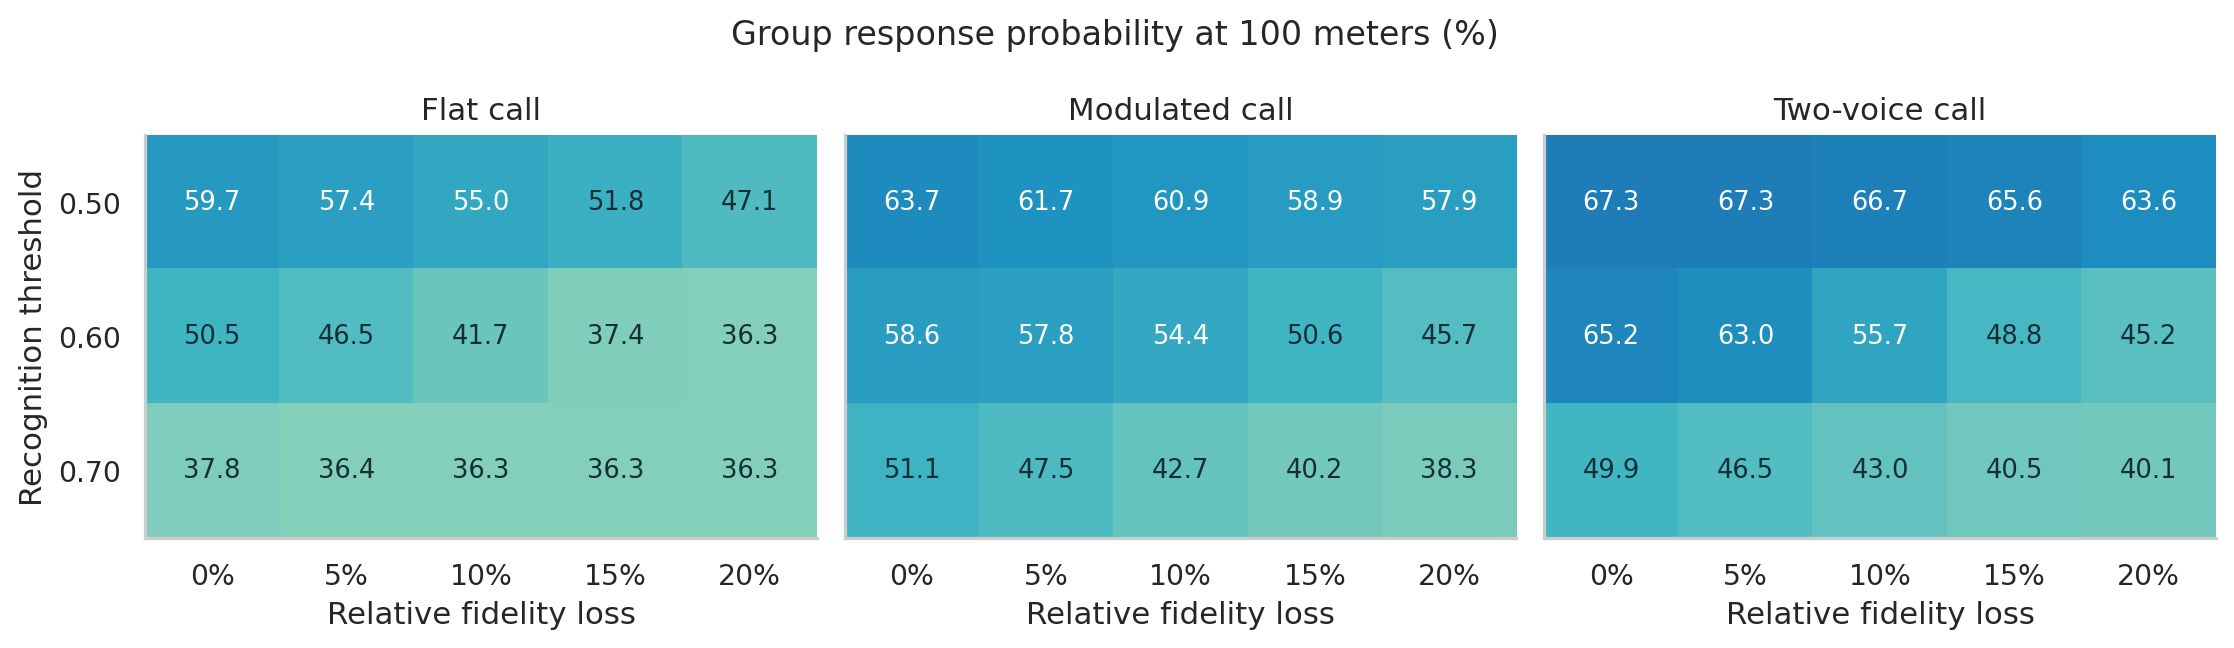 Group response probability at 100 meters (%)
Flat call
Modulated call
Two-voice call
Recognition threshold
0.50
59.7 57.4 55.0 51.8 47.1
63.7 61.7 60.9 58.9 57.9
67.3 67.3 66.7 65.6 63.6
0.60
50.5 46.5 41.7 37.4 36.3
58.6 57.8 54.4 50.6 45.7
65.2 63.0 55.7 48.8 45.2
0.70
37.8 36.4 36.3 36.3 36.3
51.1 47.5 42.7 40.2 38.3
49.9 46.5 43.0 40.5 40.1
0% 5% 10% 15% 20%
0% 5% 10% 15% 20%
0% 5% 10% 15% 20%
Relative fidelity loss
Relative fidelity loss
Relative fidelity loss